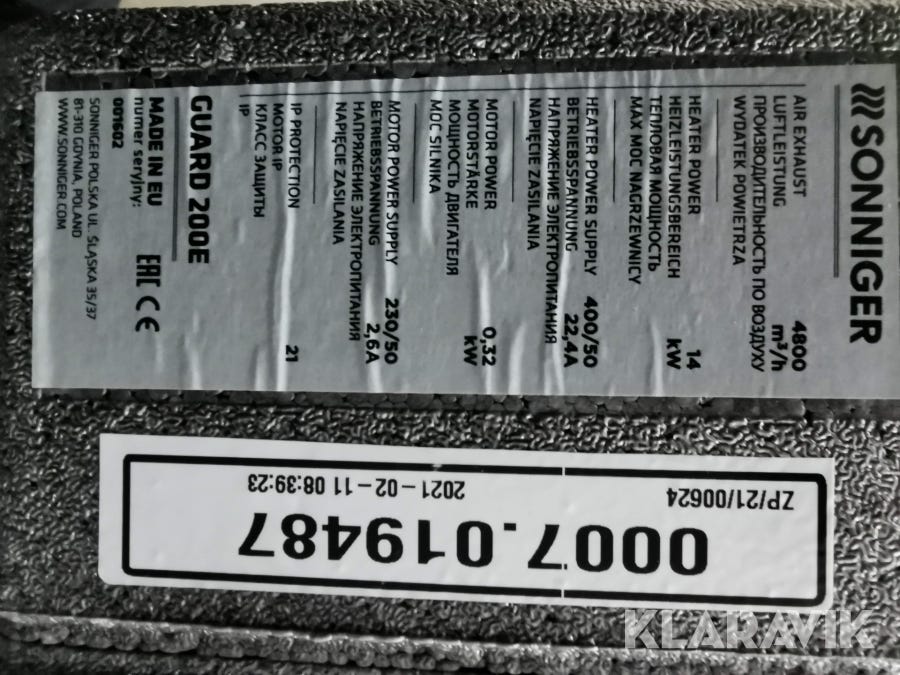 SONNIGER
AIR EXHAUST
LUFTLEISTUNG
ПРОИЗВОДИТЕЛЬНОСТЬ ПО ВОЗДУХУ
WYDATEK POWIETRZA
4800
m³/h
HEATER POWER
HEIZLEISTUNGSBEREICH
ТЕПЛОВАЯ МОЩНОСТЬ
MAX MOC NAGRZEWNICY
14
kW
HEATER POWER SUPPLY
BETRIEBSSPANNUNG
НАПРЯЖЕНИЕ ЭЛЕКТРОПИТАНИЯ
NAPIĘCIE ZASILANIA
400/50
22,4A
MOTOR POWER
MOTORSTÄRKE
МОЩНОСТЬ ДВИГАТЕЛЯ
MOC SILNIKA
0,32
kW
MOTOR POWER SUPPLY
BETRIEBSSPANNUNG
НАПРЯЖЕНИЕ ЭЛЕКТРОПИТАНИЯ
NAPIĘCIE ZASILANIA
230/50
2,6A
IP PROTECTION
MOTOR IP
КЛАСС ЗАЩИТЫ
IP
21
GUARD 200E
MADE IN EU
numer seryjny:
001602
EAC CE
SONNIGER POLSKA UL. ŚLĄSKA 35/37
81-310 GDYNIA, POLAND
WWW.SONNIGER.COM
0007.019487
ZP/21/00624
2021-02-11 08:39:23
KLARAVIK